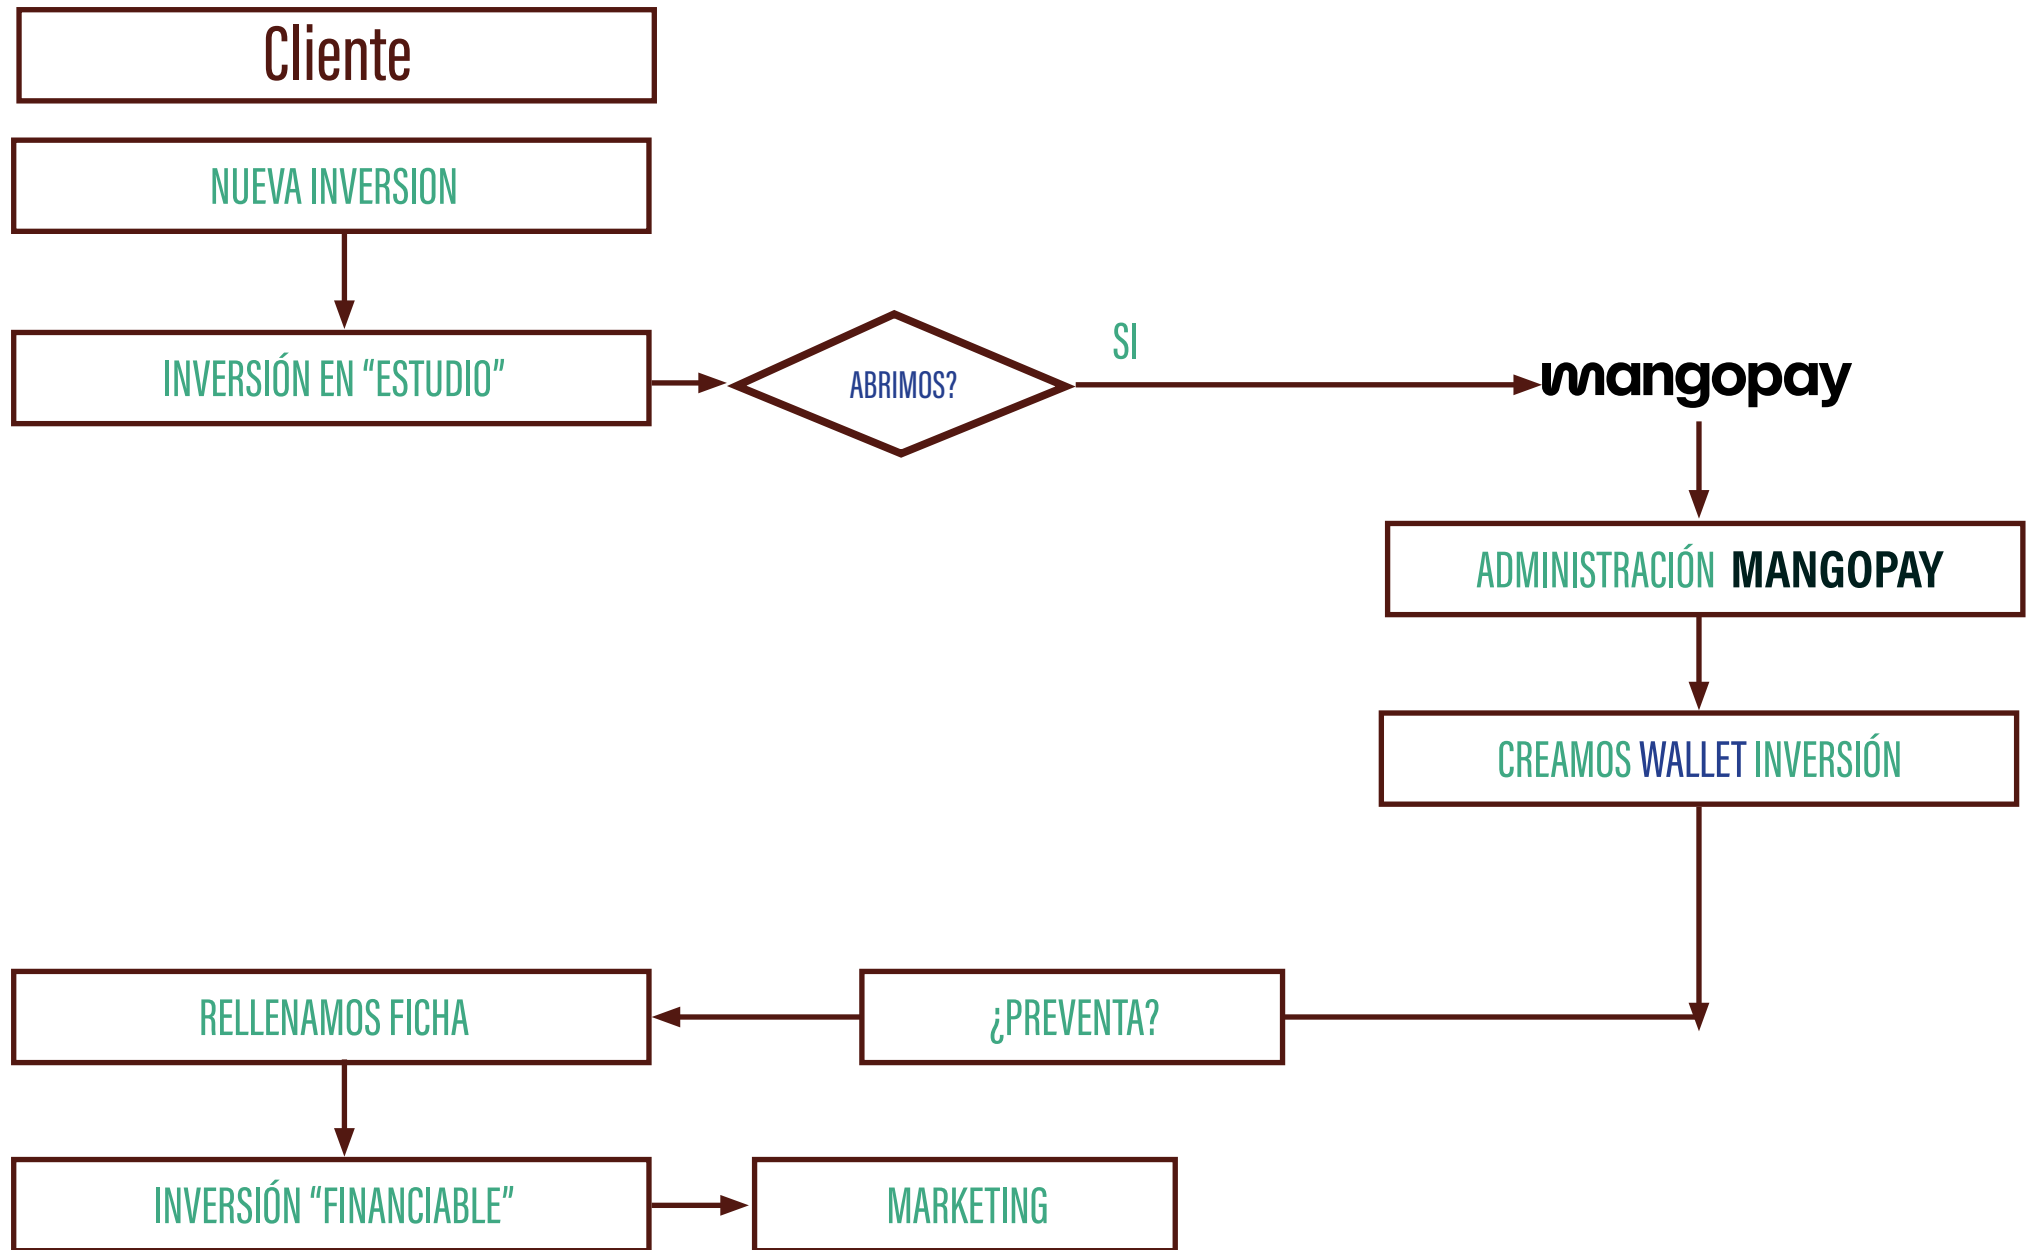 Cliente
NUEVA INVERSION
INVERSIÓN EN “ESTUDIO”
ABRIMOS?
SI
mangopay
ADMINISTRACIÓN MANGOPAY
CREAMOS WALLET INVERSIÓN
RELLENAMOS FICHA
¿PREVENTA?
INVERSIÓN “FINANCIABLE”
MARKETING